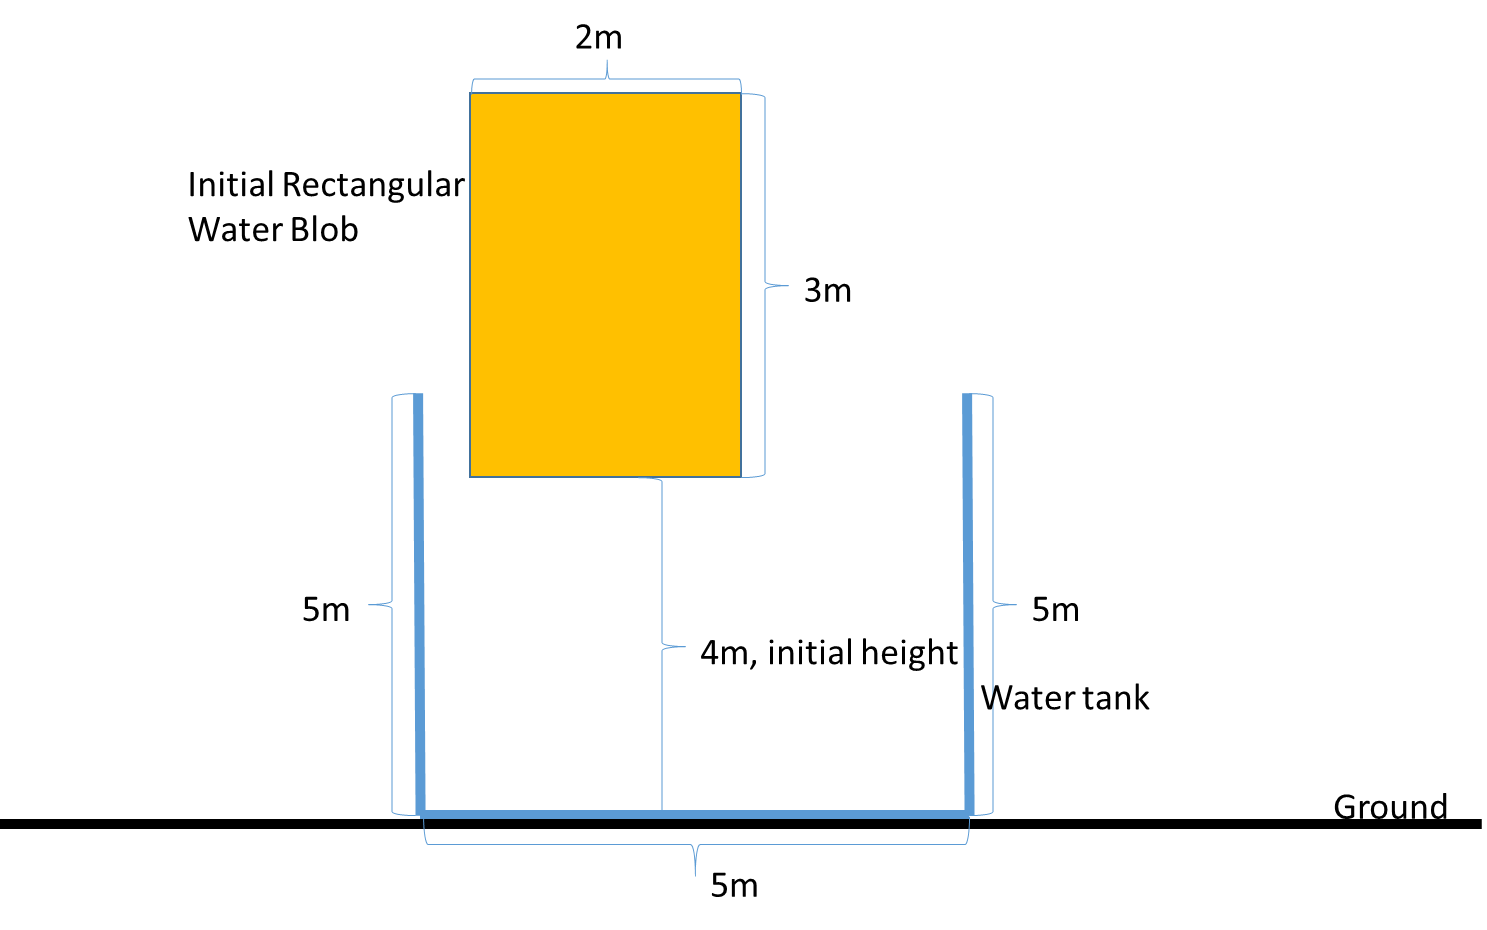 2m
Initial Rectangular
Water Blob
3m
5m
5m
4m, initial height
Water tank
Ground
5m